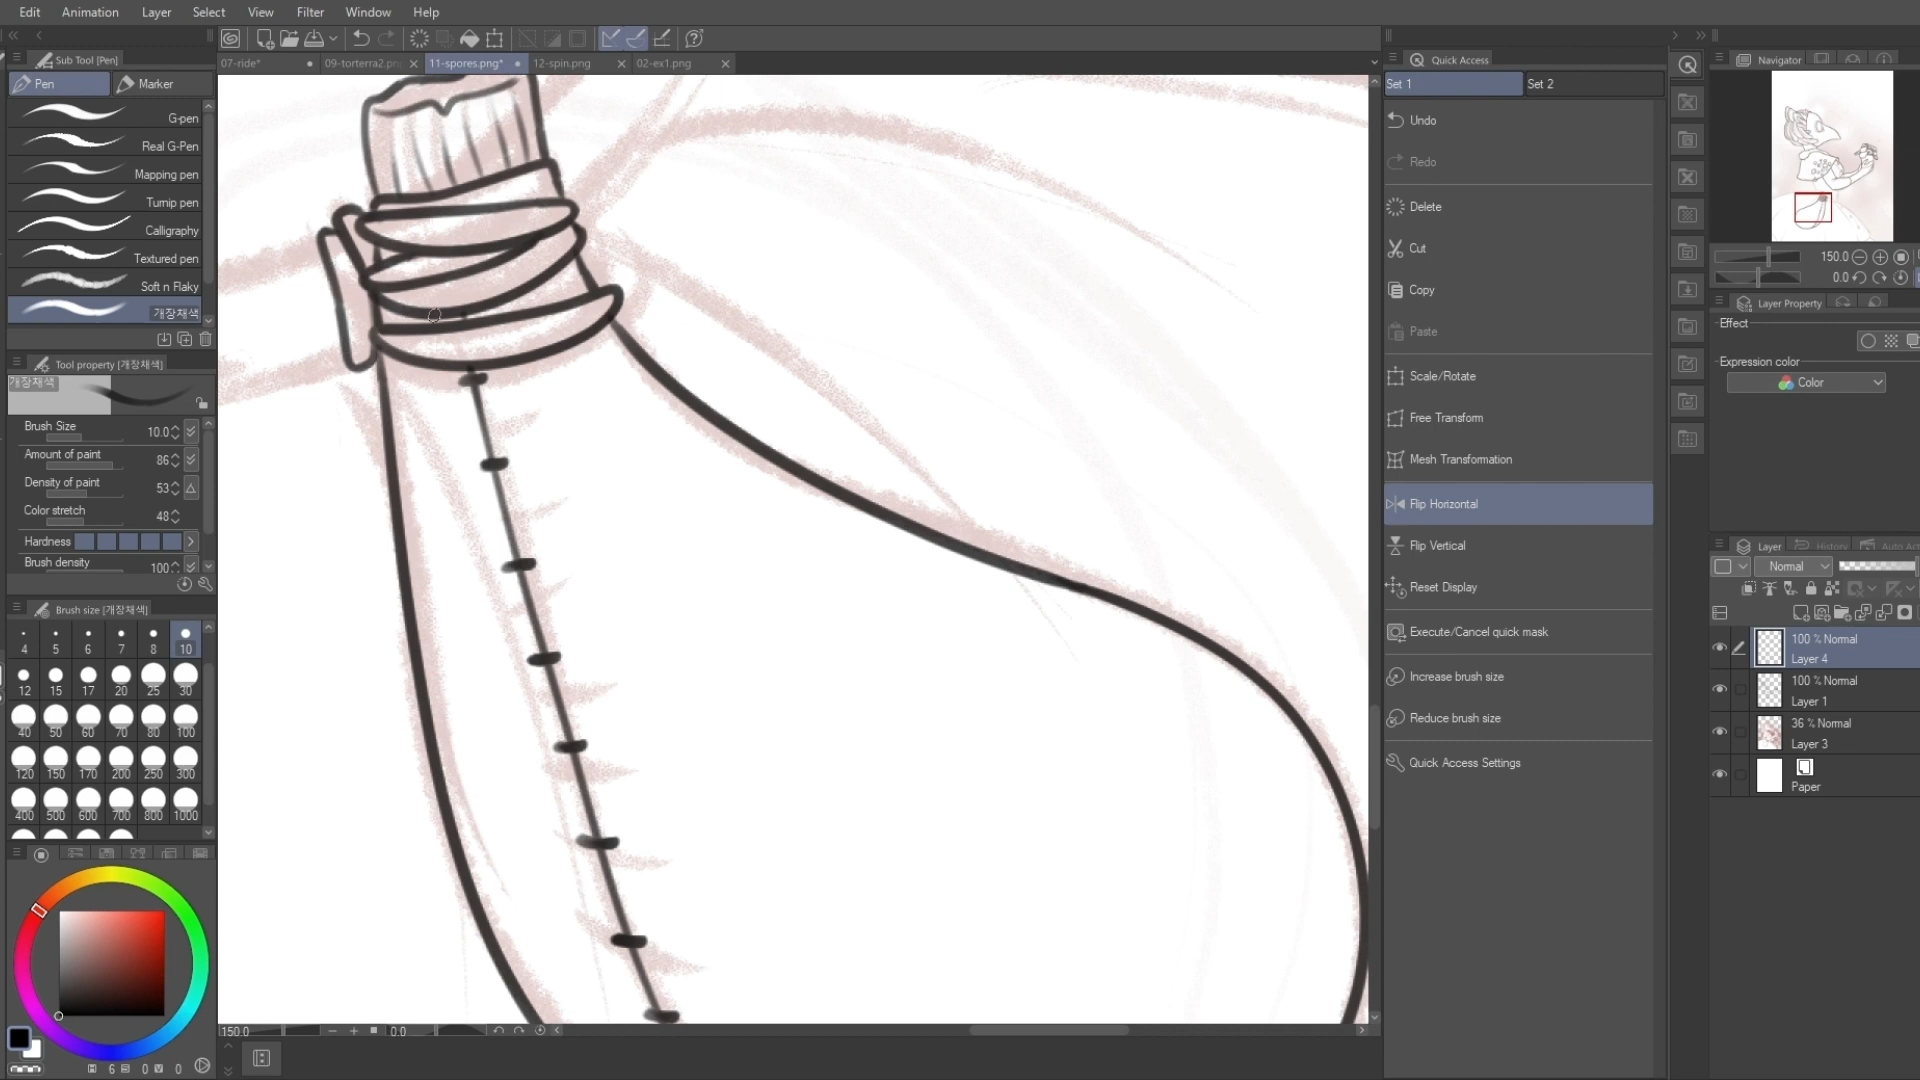 Edit Animation Layer Select View Filter Window Help
Sub Tool [Pen]
Pen Marker
G-pen
Real G-Pen
Mapping pen
Turnip pen
Calligraphy
Textured pen
Soft n Flaky
개장채색
Tool property [개장채색]
개장채색
Brush Size 10.0
Amount of paint 86
Density of paint 53
Color stretch 48
Hardness
Brush density 100
Brush size [개장채색]
4 5 6 7 8 10
12 15 17 20 25 30
40 50 60 70 80 100
120 150 170 200 250 300
400 500 600 700 800 1000
6 0 0
07-ride* 09-torterra2.pn 11-spores.png* 12-spin.png 02-ex1.png
150.0 0.0
Quick Access
Set 1 Set 2
Undo
Redo
Delete
Cut
Copy
Paste
Scale/Rotate
Free Transform
Mesh Transformation
Flip Horizontal
Flip Vertical
Reset Display
Execute/Cancel quick mask
Increase brush size
Reduce brush size
Quick Access Settings
Navigator
150.0
0.0
Layer Property
Effect
Expression color
Color
Layer History Auto Act
Normal
100 % Normal
Layer 4
100 % Normal
Layer 1
36 % Normal
Layer 3
Paper